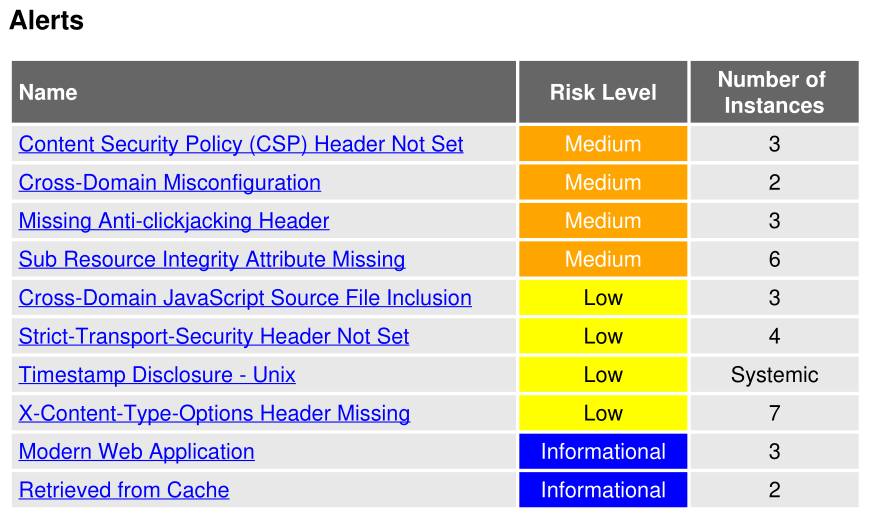 Alerts
Name Risk Level Number of Instances
Content Security Policy (CSP) Header Not Set Medium 3
Cross-Domain Misconfiguration Medium 2
Missing Anti-clickjacking Header Medium 3
Sub Resource Integrity Attribute Missing Medium 6
Cross-Domain JavaScript Source File Inclusion Low 3
Strict-Transport-Security Header Not Set Low 4
Timestamp Disclosure - Unix Low Systemic
X-Content-Type-Options Header Missing Low 7
Modern Web Application Informational 3
Retrieved from Cache Informational 2